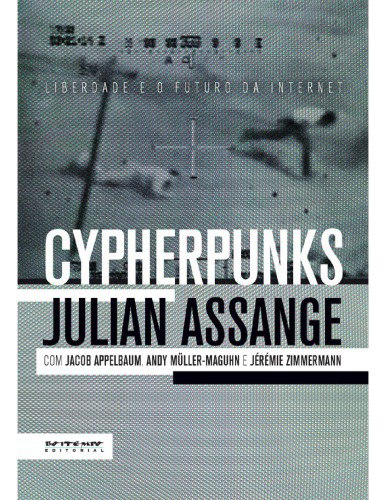 LIBERDADE E O FUTURO DA INTERNET
CYPHERPUNKS
JULIAN ASSANGE
COM JACOB APPELBAUM, ANDY MÜLLER-MAGUHN E JÉRÉMIE ZIMMERMANN
BOITEMPO
EDITORIAL